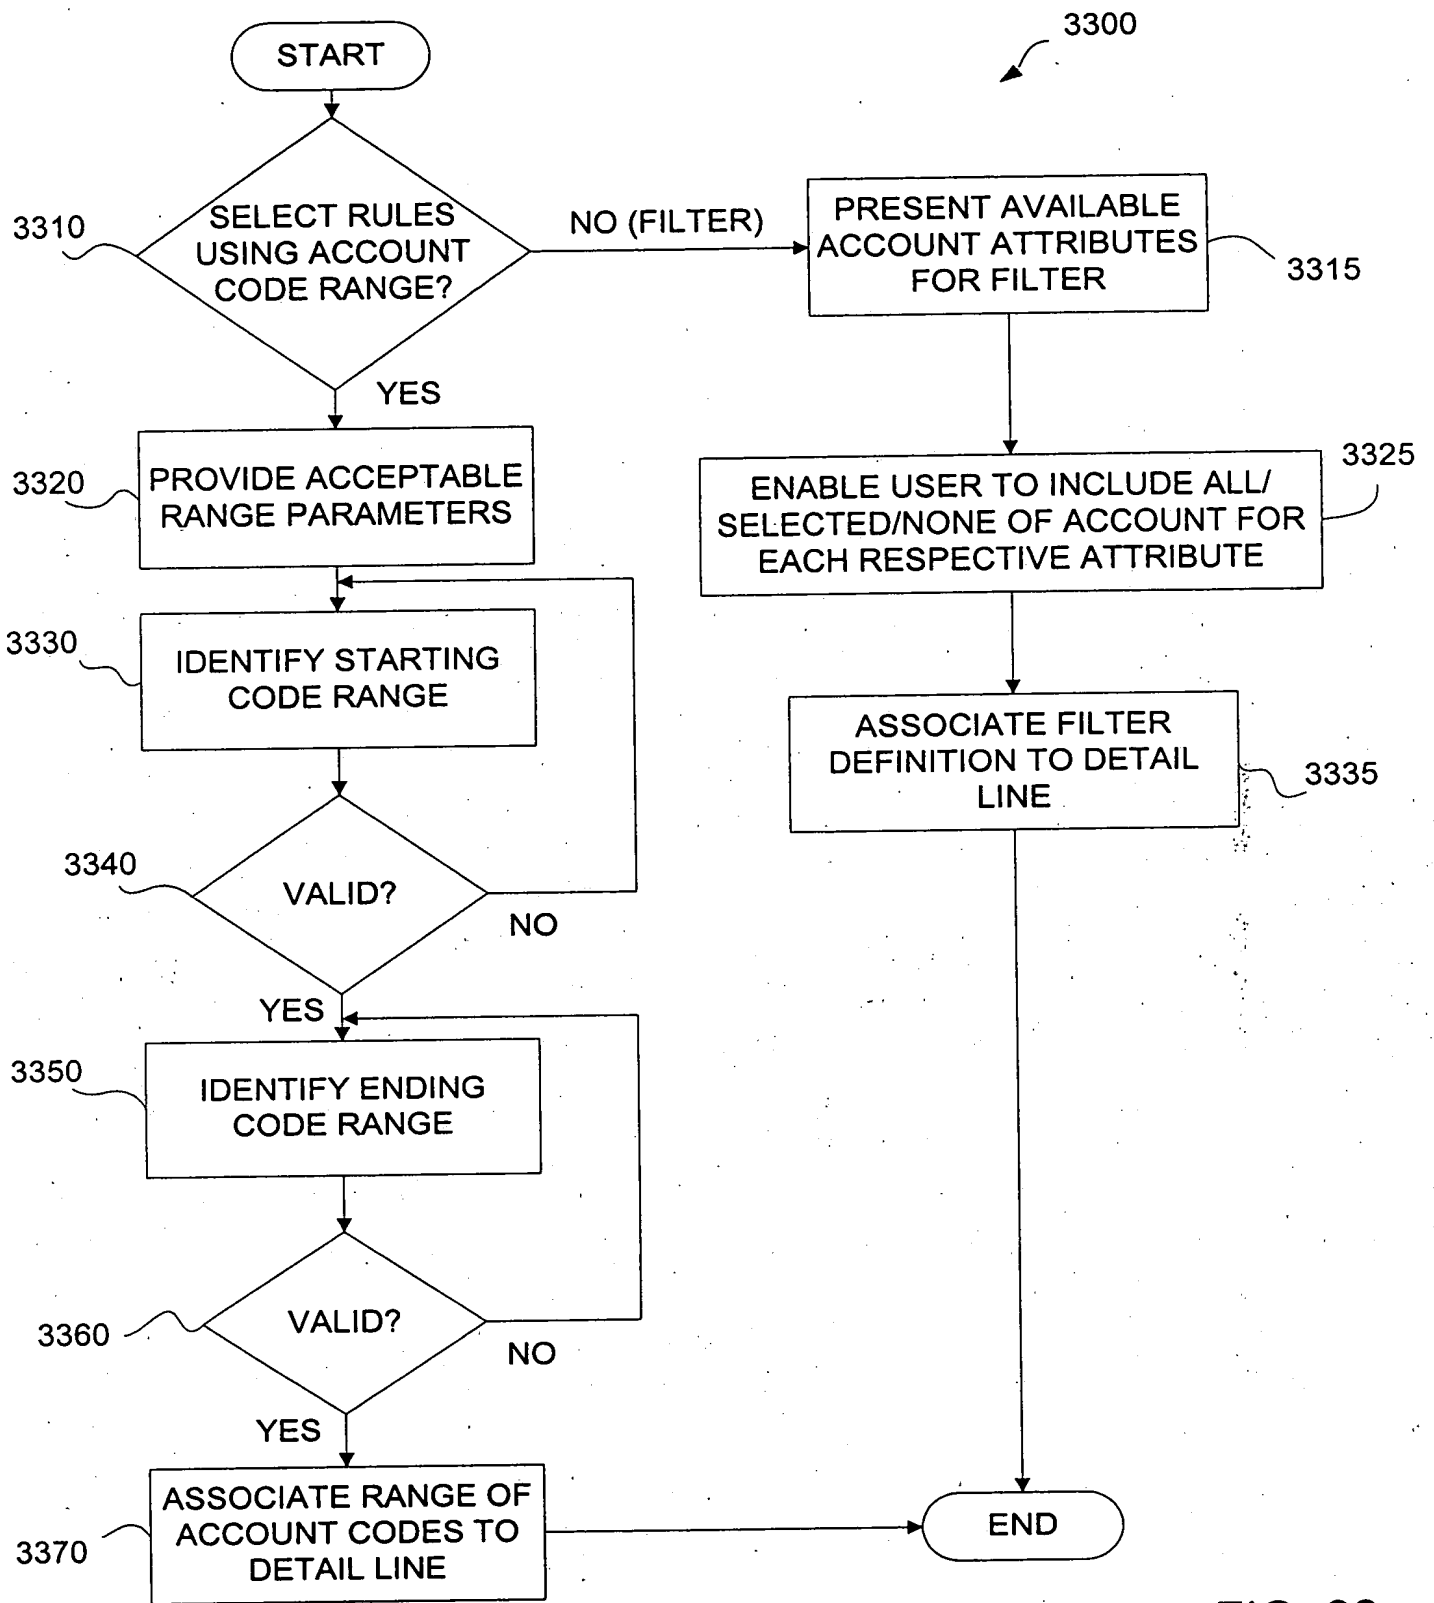 3300
START
3310
SELECT RULES
USING ACCOUNT
CODE RANGE?
NO (FILTER)
PRESENT AVAILABLE
ACCOUNT ATTRIBUTES
FOR FILTER
3315
YES
3320
PROVIDE ACCEPTABLE
RANGE PARAMETERS
ENABLE USER TO INCLUDE ALL/
SELECTED/NONE OF ACCOUNT FOR
EACH RESPECTIVE ATTRIBUTE
3325
3330
IDENTIFY STARTING
CODE RANGE
ASSOCIATE FILTER
DEFINITION TO DETAIL
LINE
3335
3340
VALID?
NO
YES
3350
IDENTIFY ENDING
CODE RANGE
3360
VALID?
NO
YES
3370
ASSOCIATE RANGE OF
ACCOUNT CODES TO
DETAIL LINE
END